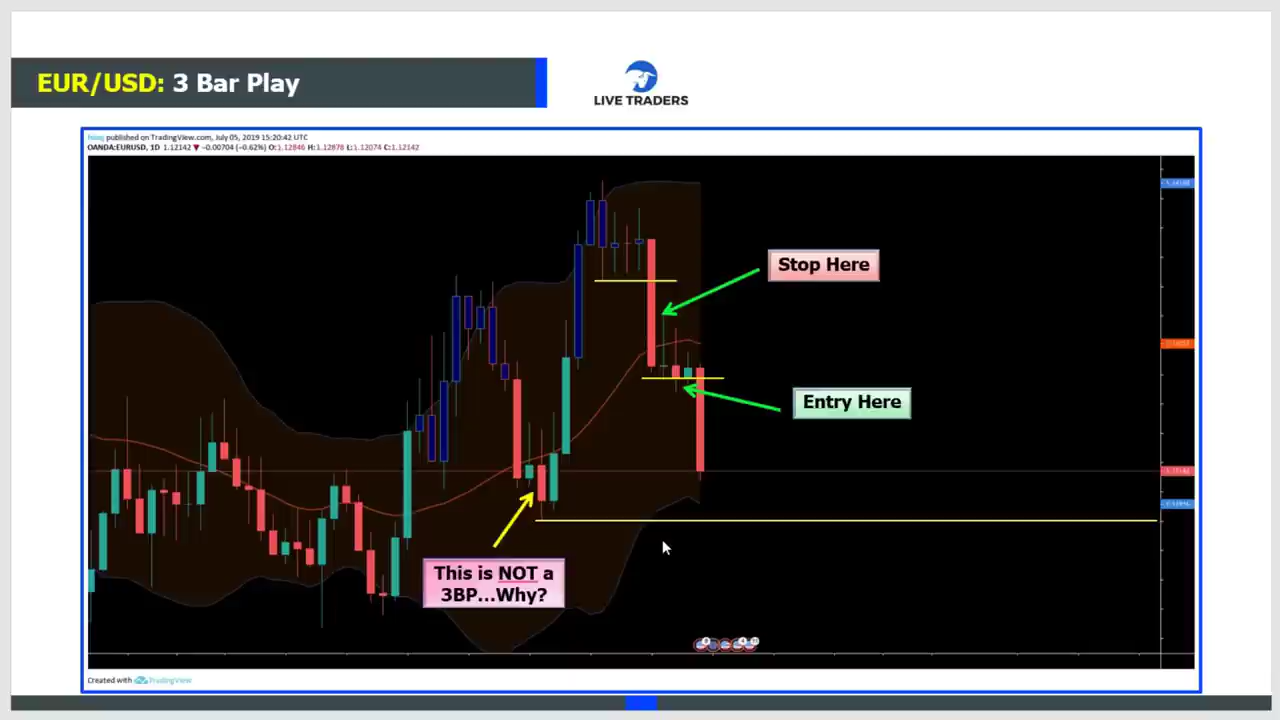 EUR/USD: 3 Bar Play
LIVE TRADERS
published on TradingView.com, July 05, 2019 15:20:42 UTC
OANDA:EURUSD, 1D 1.12142 ▼ −0.00704 (−0.62%) O:1.12846 H:1.12878 L:1.12074 C:1.12142
Stop Here
Entry Here
This is NOT a
3BP...Why?
Created with TradingView